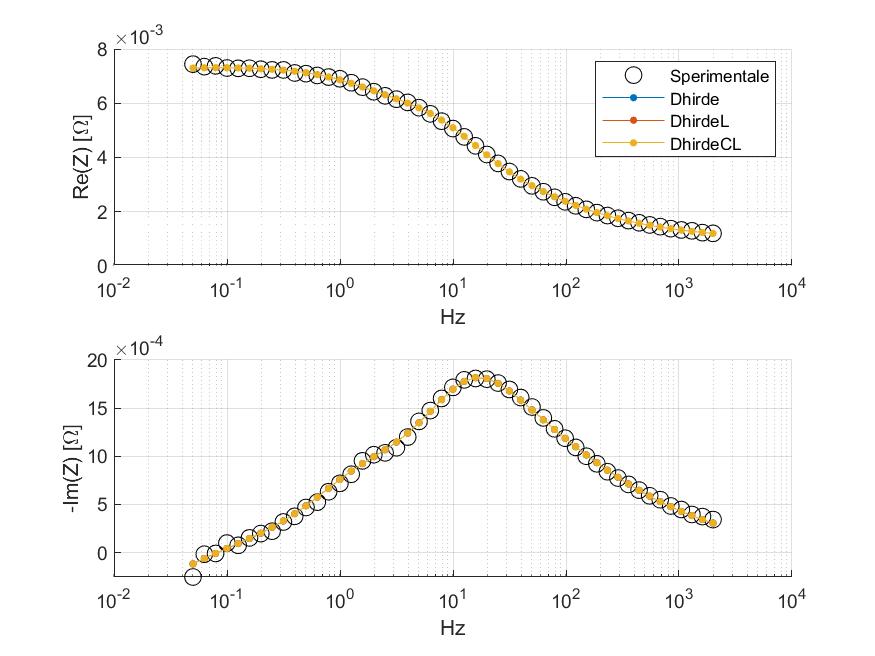 ×10⁻³
8
6
4
2
0
Re(Z) [Ω]
10⁻² 10⁻¹ 10⁰ 10¹ 10² 10³ 10⁴
Hz
Sperimentale
Dhirde
DhirdeL
DhirdeCL
×10⁻⁴
20
15
10
5
0
-Im(Z) [Ω]
10⁻² 10⁻¹ 10⁰ 10¹ 10² 10³ 10⁴
Hz